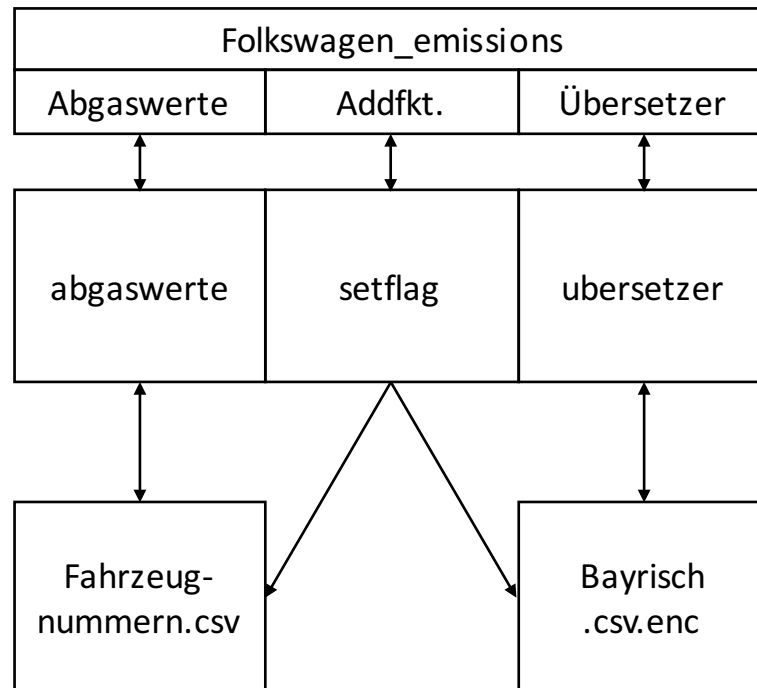 Folkswagen_emissions
Abgaswerte
Addfkt.
Übersetzer
abgaswerte
setflag
ubersetzer
Fahrzeug-
nummern.csv
Bayrisch
.csv.enc